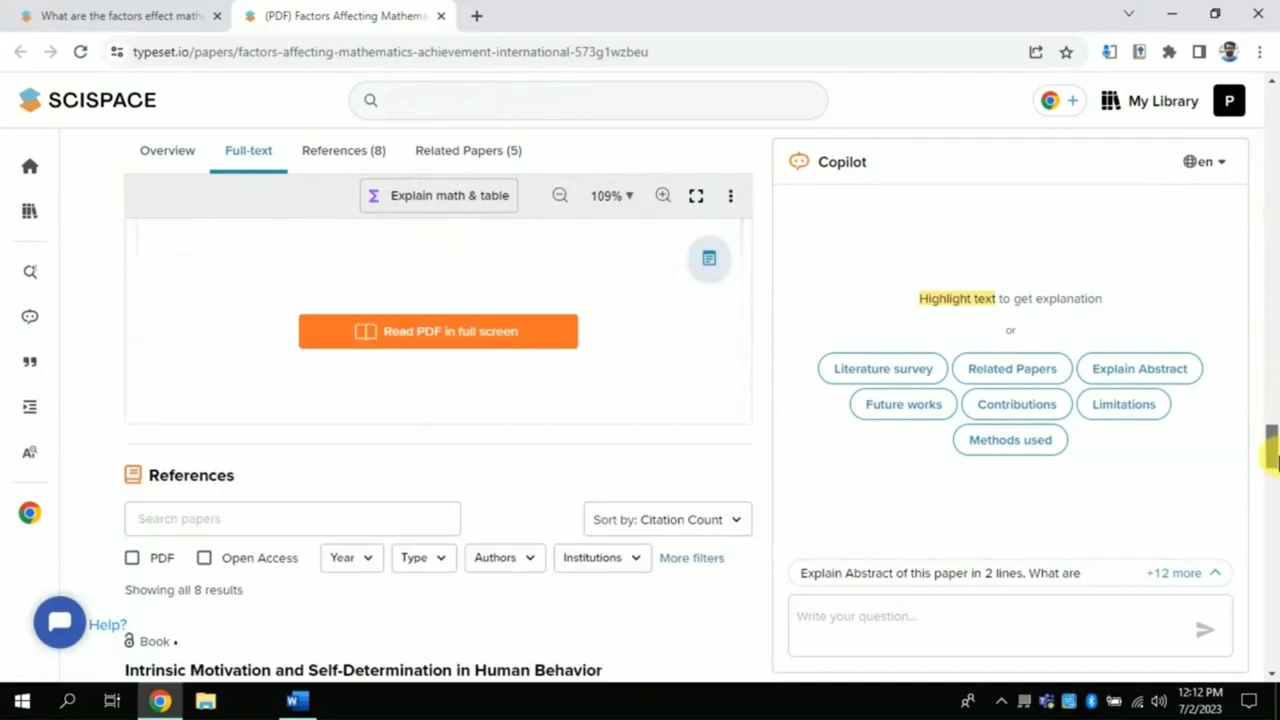 What are the factors effect math
(PDF) Factors Affecting Mathema
typeset.io/papers/factors-affecting-mathematics-achievement-international-573g1wzbeu
SCISPACE
My Library
P
Overview
Full-text
References (8)
Related Papers (5)
Copilot
en
Σ Explain math & table
109%
Read PDF in full screen
Highlight text to get explanation
or
Literature survey
Related Papers
Explain Abstract
Future works
Contributions
Limitations
Methods used
References
Search papers
Sort by: Citation Count
PDF
Open Access
Year
Type
Authors
Institutions
More filters
Showing all 8 results
Explain Abstract of this paper in 2 lines. What are
+12 more
Write your question...
Help?
Book •
Intrinsic Motivation and Self-Determination in Human Behavior
12:12 PM
7/2/2023